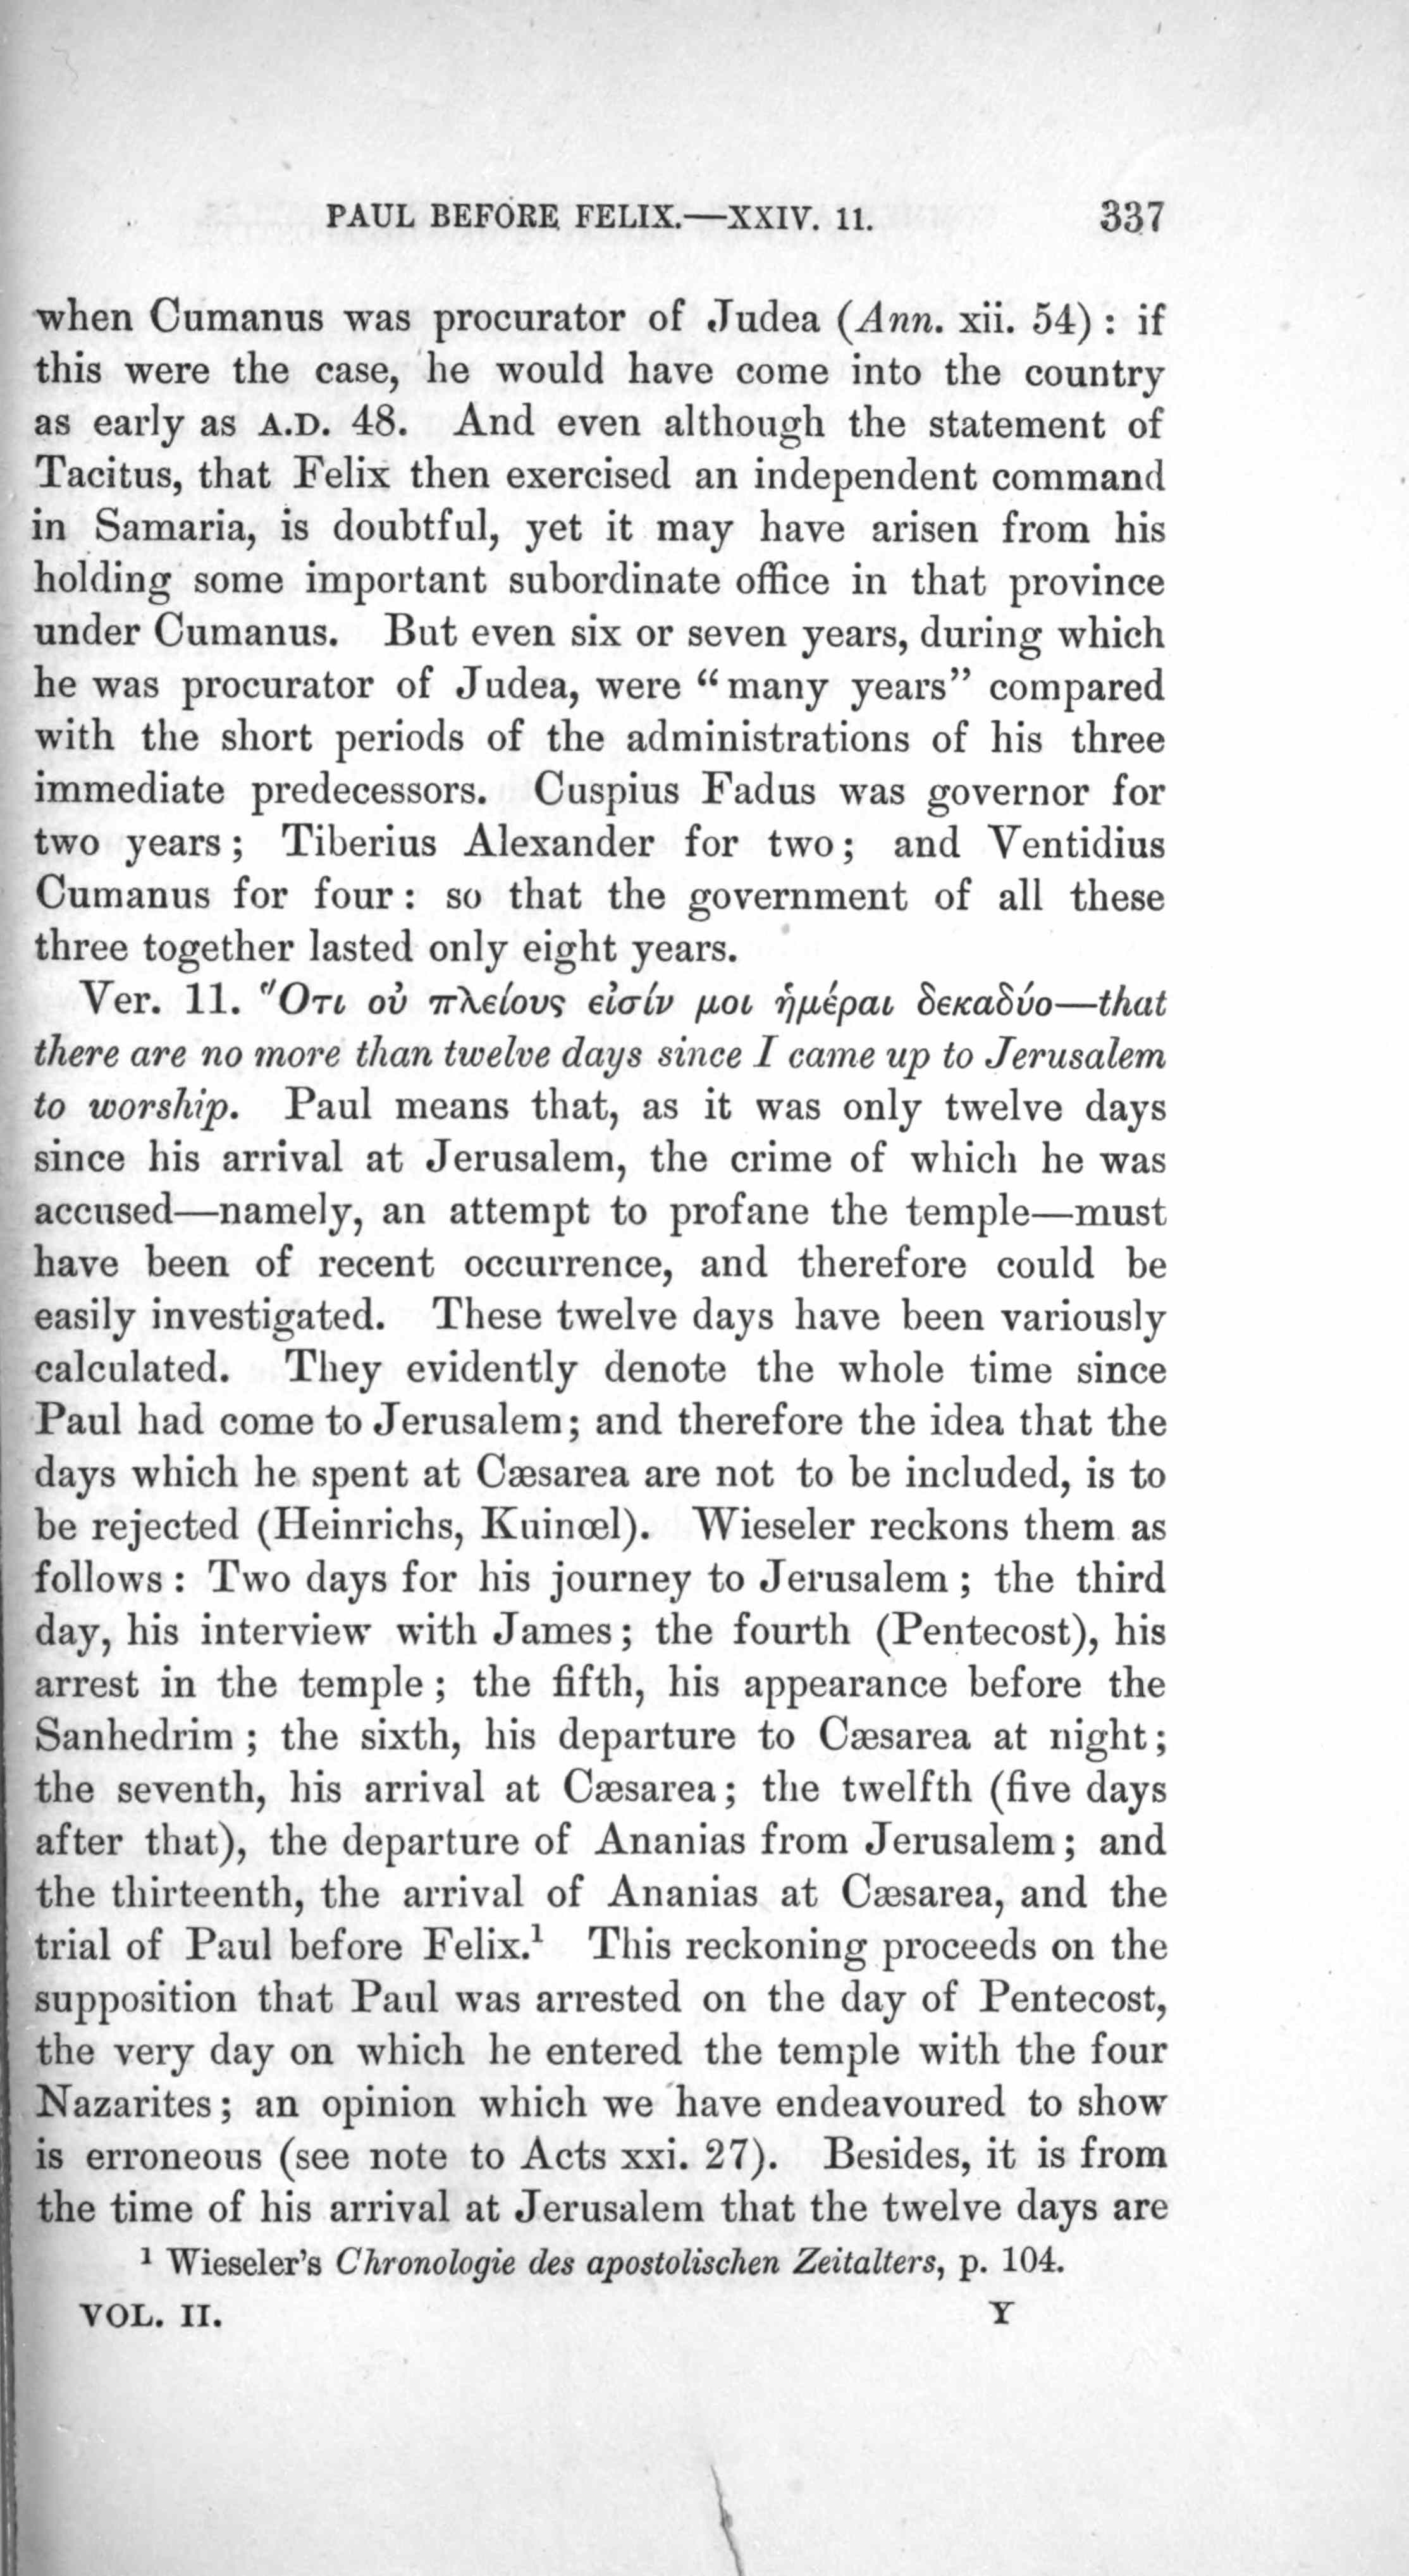 PAUL BEFORE FELIX.—XXIV. 11. 337
when Cumanus was procurator of Judea (Ann. xii. 54) : if
this were the case, he would have come into the country
as early as A.D. 48. And even although the statement of
Tacitus, that Felix then exercised an independent command
in Samaria, is doubtful, yet it may have arisen from his
holding some important subordinate office in that province
under Cumanus. But even six or seven years, during which
he was procurator of Judea, were “many years” compared
with the short periods of the administrations of his three
immediate predecessors. Cuspius Fadus was governor for
two years ; Tiberius Alexander for two ; and Ventidius
Cumanus for four : so that the government of all these
three together lasted only eight years.
Ver. 11. Ὅτι οὐ πλείους εἰσίν μοι ἡμέραι δεκαδύο—that
there are no more than twelve days since I came up to Jerusalem
to worship. Paul means that, as it was only twelve days
since his arrival at Jerusalem, the crime of which he was
accused—namely, an attempt to profane the temple—must
have been of recent occurrence, and therefore could be
easily investigated. These twelve days have been variously
calculated. They evidently denote the whole time since
Paul had come to Jerusalem ; and therefore the idea that the
days which he spent at Cæsarea are not to be included, is to
be rejected (Heinrichs, Kuinœl). Wieseler reckons them as
follows : Two days for his journey to Jerusalem ; the third
day, his interview with James ; the fourth (Pentecost), his
arrest in the temple ; the fifth, his appearance before the
Sanhedrim ; the sixth, his departure to Cæsarea at night ;
the seventh, his arrival at Cæsarea ; the twelfth (five days
after that), the departure of Ananias from Jerusalem ; and
the thirteenth, the arrival of Ananias at Cæsarea, and the
trial of Paul before Felix.¹ This reckoning proceeds on the
supposition that Paul was arrested on the day of Pentecost,
the very day on which he entered the temple with the four
Nazarites ; an opinion which we have endeavoured to show
is erroneous (see note to Acts xxi. 27). Besides, it is from
the time of his arrival at Jerusalem that the twelve days are
¹ Wieseler’s Chronologie des apostolischen Zeitalters, p. 104.
VOL. II. Y